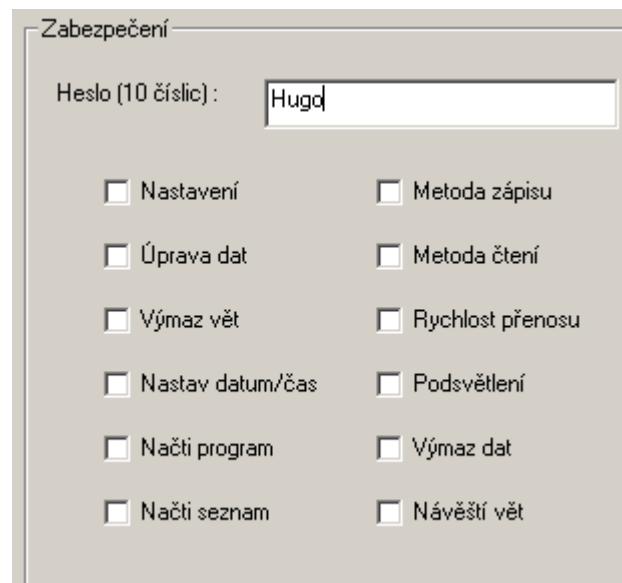 Zabezpečení
Heslo (10 číslic) : Hugo
Nastavení Metoda zápisu
Úprava dat Metoda čtení
Výmaz vět Rychlost přenosu
Nastav datum/čas Podsvětlení
Načti program Výmaz dat
Načti seznam Návěští vět